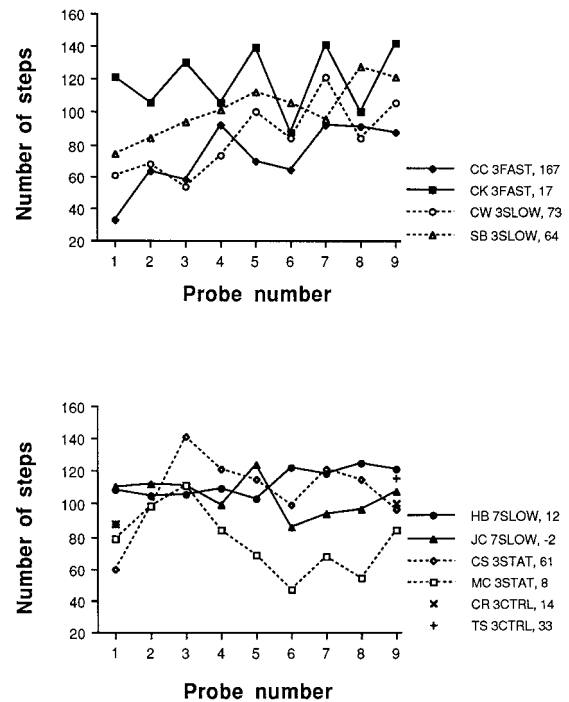 160
140
120
100
80
60
40
20
Number of steps
1 2 3 4 5 6 7 8 9
Probe number
CC 3FAST, 167
CK 3FAST, 17
CW 3SLOW, 73
SB 3SLOW, 64
160
140
120
100
80
60
40
20
Number of steps
1 2 3 4 5 6 7 8 9
Probe number
HB 7SLOW, 12
JC 7SLOW, -2
CS 3STAT, 61
MC 3STAT, 8
CR 3CTRL, 14
TS 3CTRL, 33